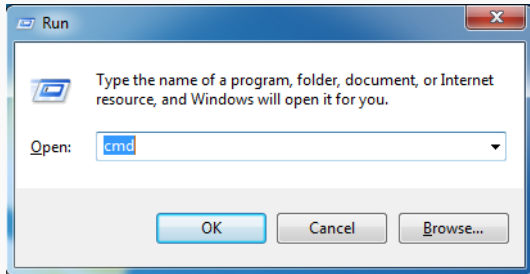 Run
Type the name of a program, folder, document, or Internet
resource, and Windows will open it for you.
Open: cmd
OK Cancel Browse...